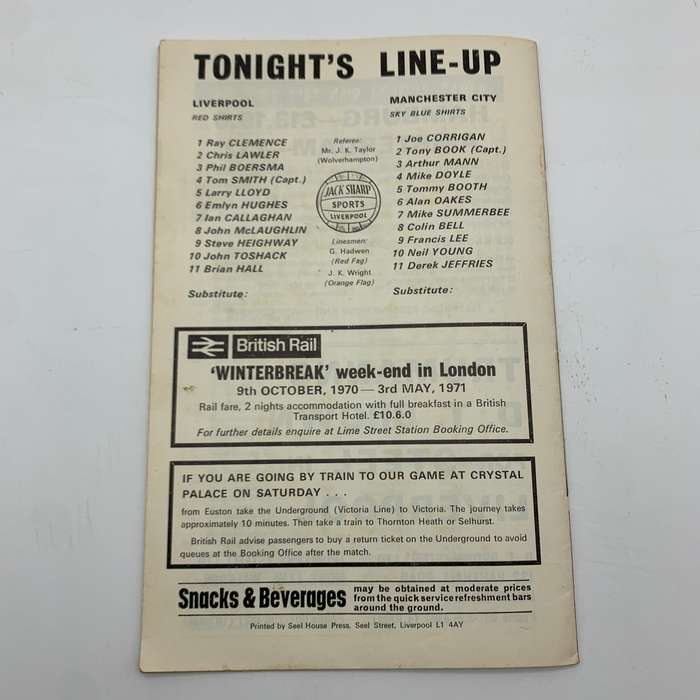 TONIGHT'S LINE-UP
LIVERPOOL
RED SHIRTS
1 Ray CLEMENCE
2 Chris LAWLER
3 Phil BOERSMA
4 Tom SMITH (Capt.)
5 Larry LLOYD
6 Emlyn HUGHES
7 Ian CALLAGHAN
8 John McLAUGHLIN
9 Steve HEIGHWAY
10 John TOSHACK
11 Brian HALL
Substitute:
Referee:
Mr. J. K. Taylor
(Wolverhampton)
JACK SHARP
SPORTS
LIVERPOOL
Linesmen:
G. Hadwen
(Red Fag)
J. K. Wright
(Orange Flag)
MANCHESTER CITY
SKY BLUE SHIRTS
1 Joe CORRIGAN
2 Tony BOOK (Capt.)
3 Arthur MANN
4 Mike DOYLE
5 Tommy BOOTH
6 Alan OAKES
7 Mike SUMMERBEE
8 Colin BELL
9 Francis LEE
10 Neil YOUNG
11 Derek JEFFRIES
Substitute:
British Rail
'WINTERBREAK' week-end in London
9th OCTOBER, 1970 — 3rd MAY, 1971
Rail fare, 2 nights accommodation with full breakfast in a British
Transport Hotel. £10.6.0
For further details enquire at Lime Street Station Booking Office.
IF YOU ARE GOING BY TRAIN TO OUR GAME AT CRYSTAL
PALACE ON SATURDAY . . .
from Euston take the Underground (Victoria Line) to Victoria. The journey takes
approximately 10 minutes. Then take a train to Thornton Heath or Selhurst.
British Rail advise passengers to buy a return ticket on the Underground to avoid
queues at the Booking Office after the match.
Snacks & Beverages
may be obtained at moderate prices
from the quick service refreshment bars
around the ground.
Printed by Seel House Press, Seel Street, Liverpool L1 4AY